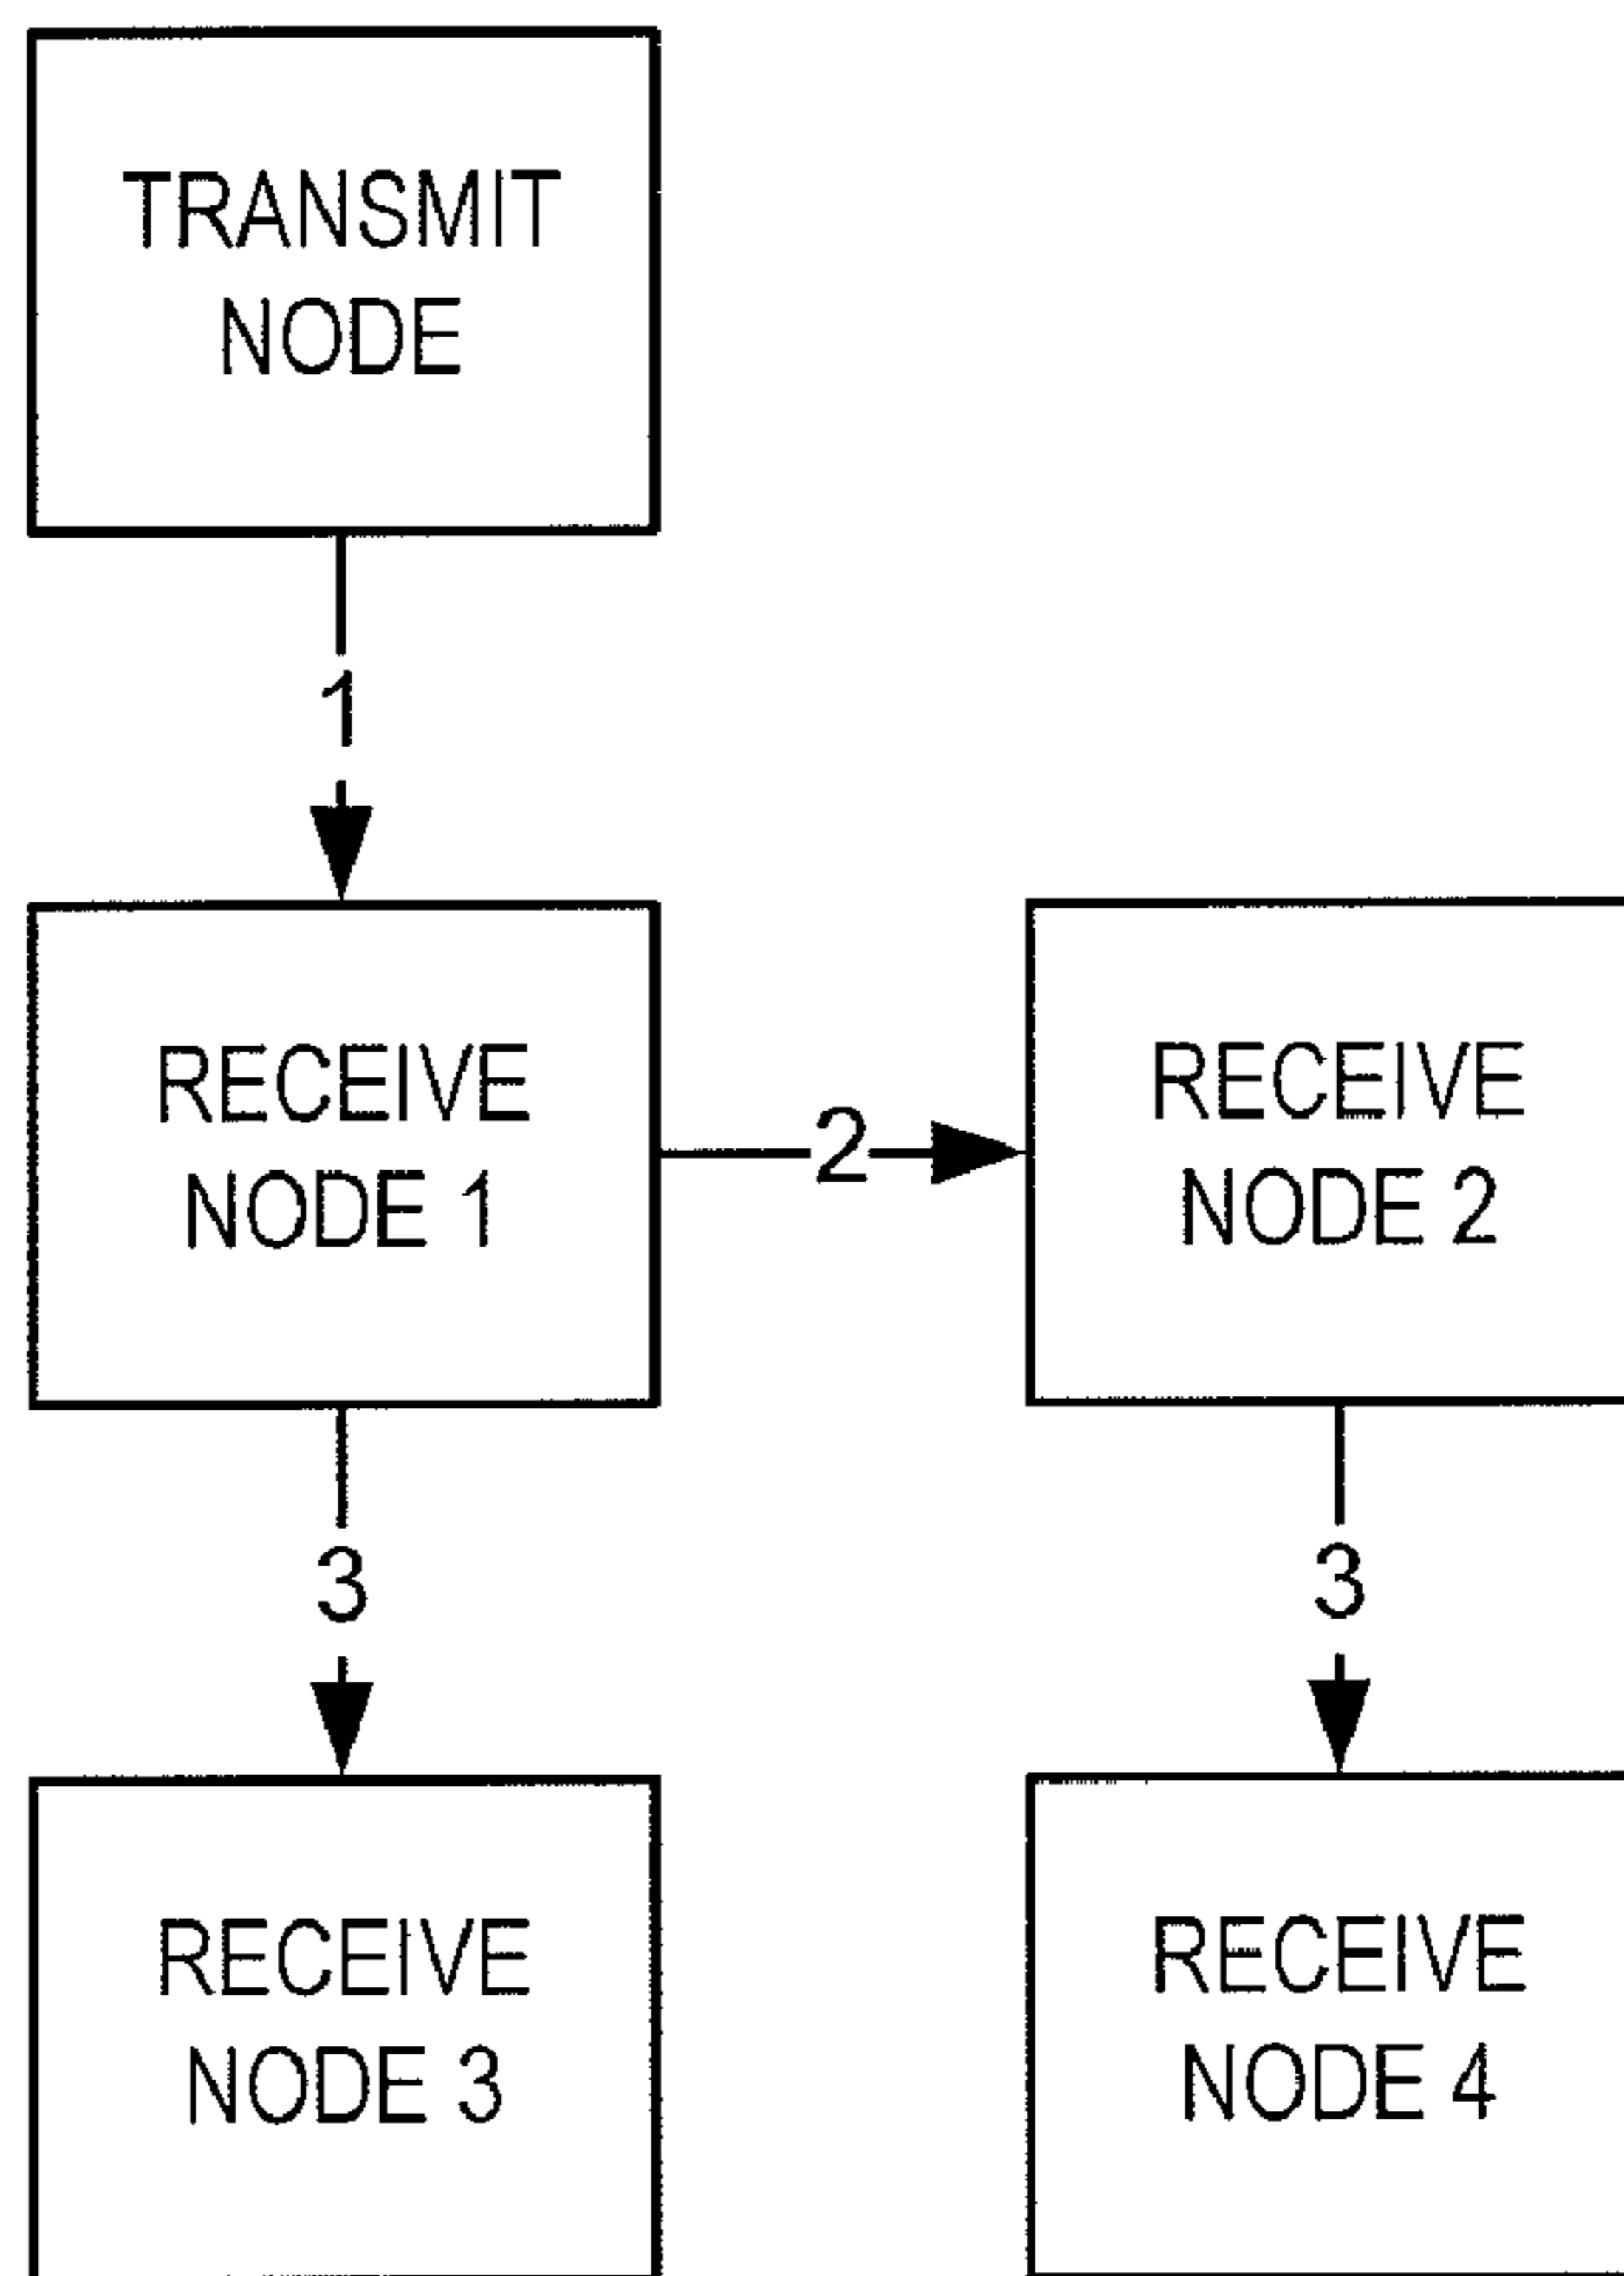 TRANSMIT
NODE
1
RECEIVE
NODE 1
2
RECEIVE
NODE 2
3
3
RECEIVE
NODE 3
RECEIVE
NODE 4